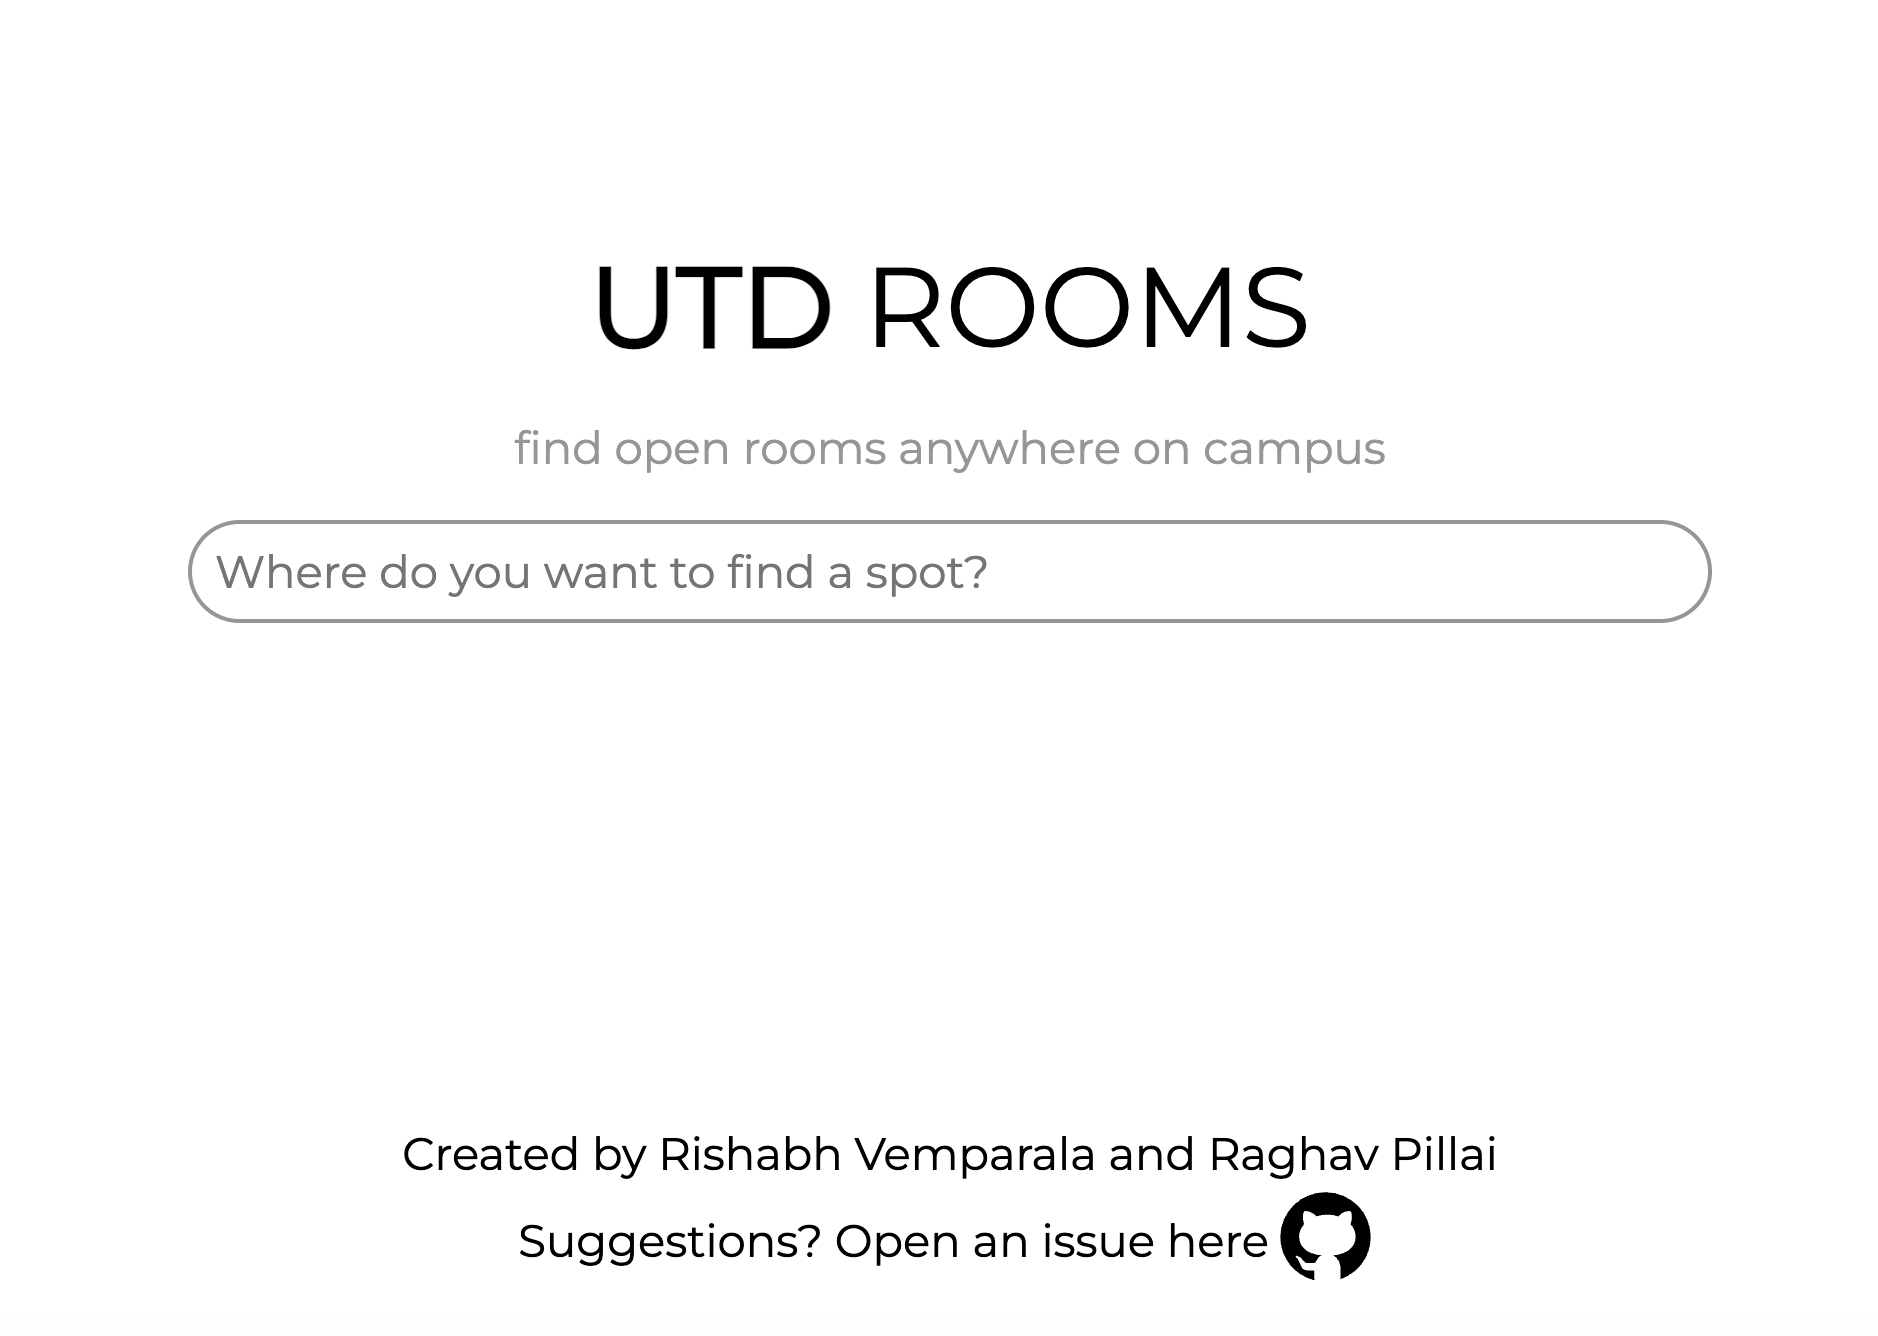 UTD ROOMS
find open rooms anywhere on campus
Where do you want to find a spot?
Created by Rishabh Vemparala and Raghav Pillai
Suggestions? Open an issue here